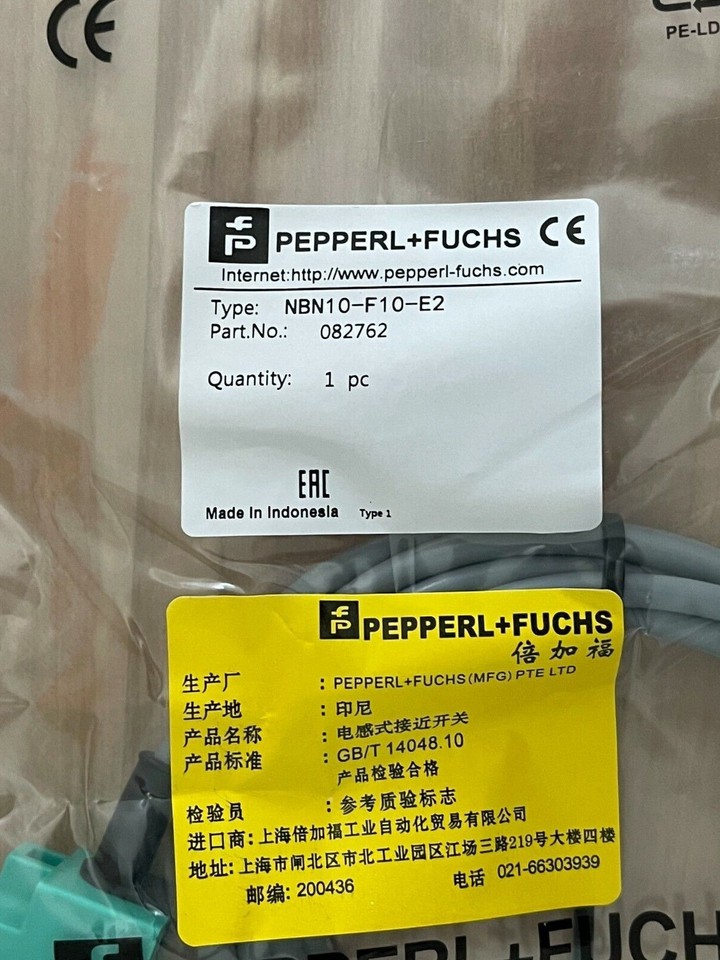 CE
PE-LD
PEPPERL+FUCHS CE
Internet:http://www.pepperl-fuchs.com
Type: NBN10-F10-E2
Part.No.: 082762
Quantity: 1 pc
EAC
Made in Indonesia Type 1
PEPPERL+FUCHS
倍加福
生产厂 : PEPPERL+FUCHS(MFG) PTE LTD
生产地 : 印尼
产品名称 : 电感式接近开关
产品标准 : GB/T 14048.10
产品检验合格
检验员 : 参考质检标志
进口商: 上海倍加福工业自动化贸易有限公司
地址: 上海市闸北区市北工业园区江场三路219号大楼四楼
邮编: 200436 电话 021-66303939
PEPPERL+FUCH